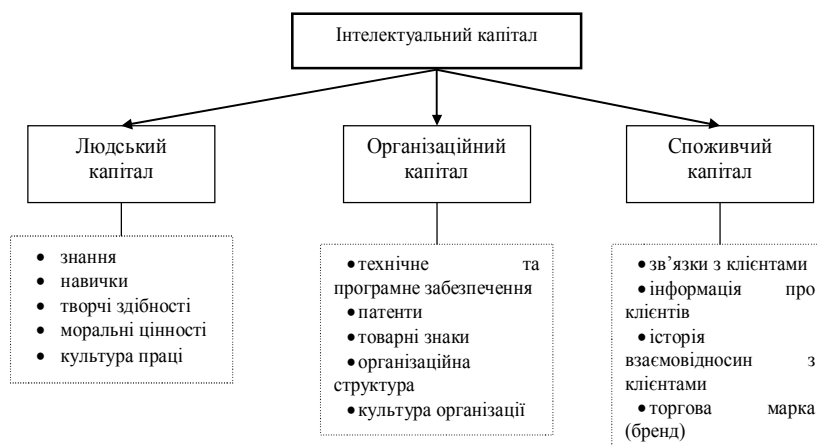 Інтелектуальний капітал
Людський
капітал
Організаційний
капітал
Споживчий
капітал
• знання
• навички
• творчі здібності
• моральні цінності
• культура праці
• технічне та
програмне забезпечення
• патенти
• товарні знаки
• організаційна
структура
• культура організації
• зв’язки з клієнтами
• інформація про
клієнтів
• історія
взаємовідносин з
клієнтами
• торгова марка
(бренд)